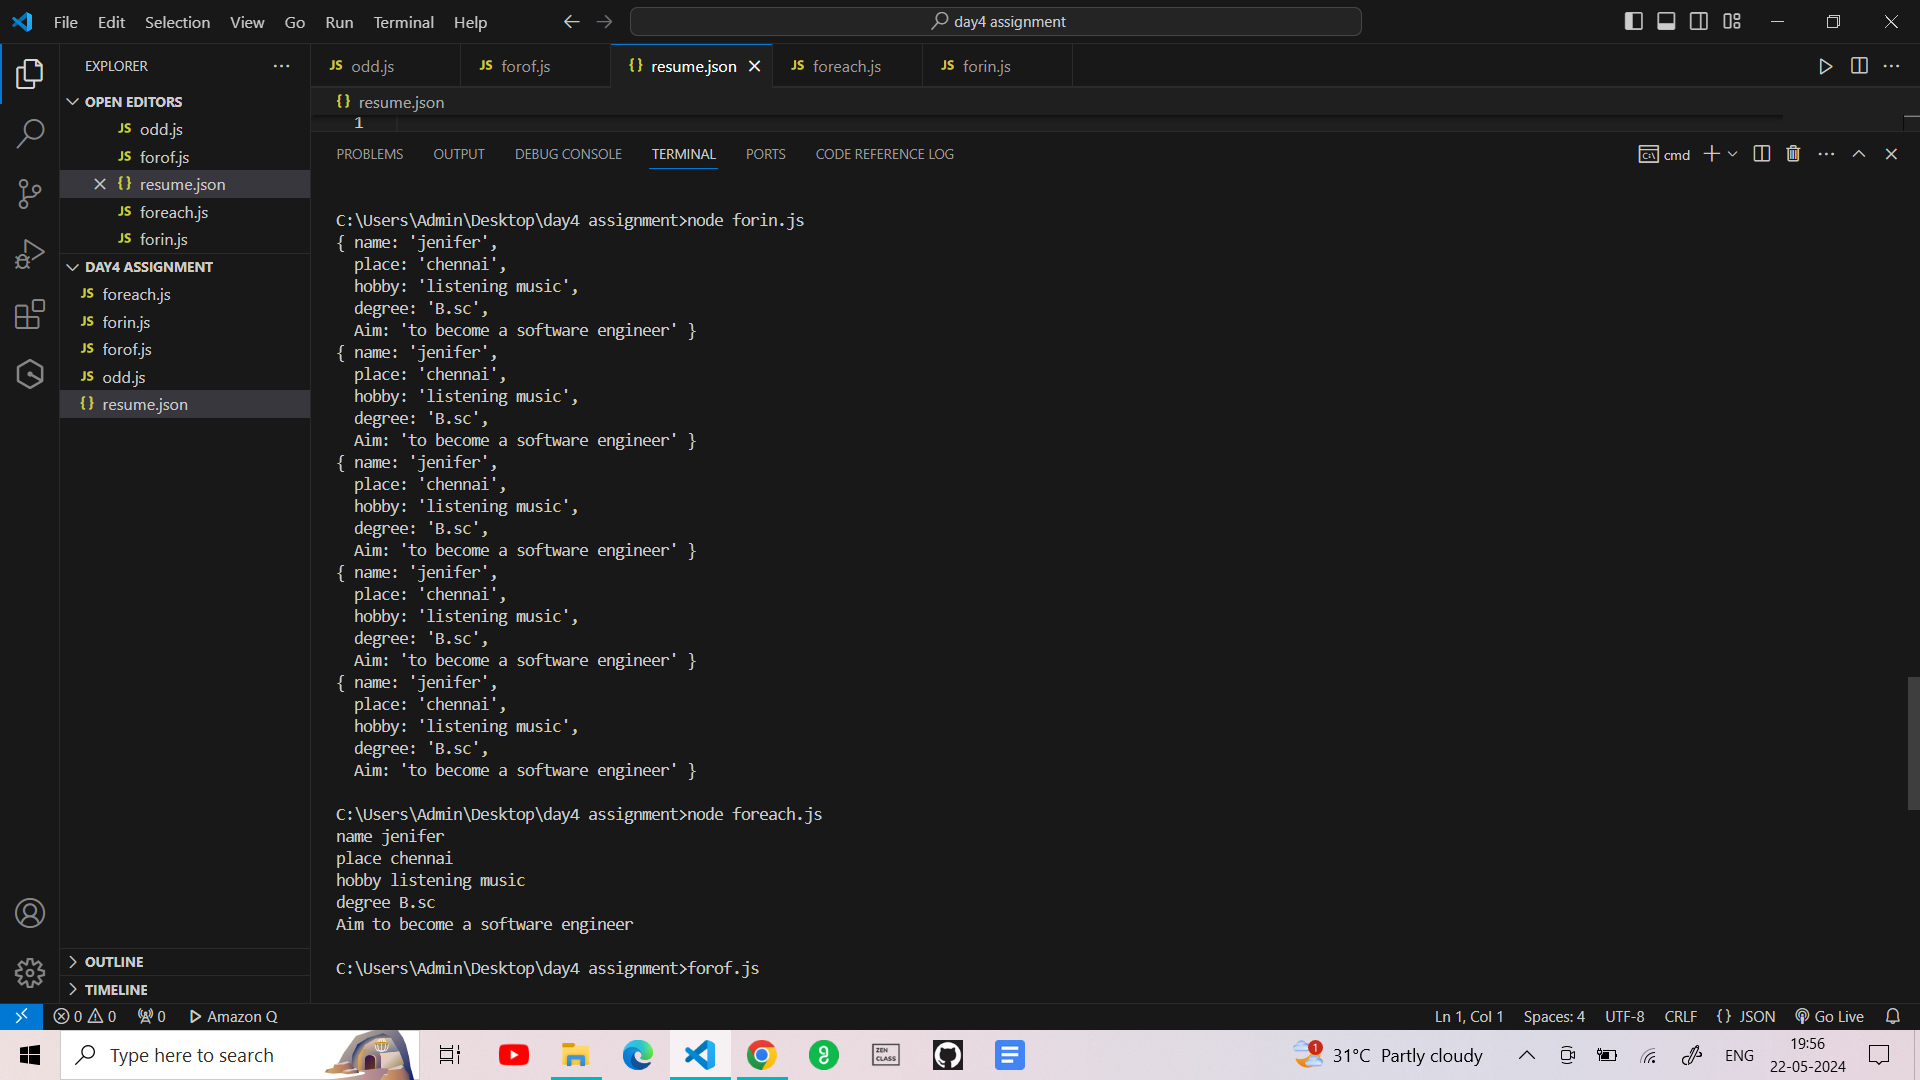 File Edit Selection View Go Run Terminal Help
day4 assignment
EXPLORER
OPEN EDITORS
JS odd.js
JS forof.js
{} resume.json
JS foreach.js
JS forin.js
DAY4 ASSIGNMENT
JS foreach.js
JS forin.js
JS forof.js
JS odd.js
{} resume.json
OUTLINE
TIMELINE
JS odd.js JS forof.js {} resume.json JS foreach.js JS forin.js
{} resume.json
1
PROBLEMS OUTPUT DEBUG CONSOLE TERMINAL PORTS CODE REFERENCE LOG
cmd
C:\Users\Admin\Desktop\day4 assignment>node forin.js
{ name: 'jenifer',
  place: 'chennai',
  hobby: 'listening music',
  degree: 'B.sc',
  Aim: 'to become a software engineer' }
{ name: 'jenifer',
  place: 'chennai',
  hobby: 'listening music',
  degree: 'B.sc',
  Aim: 'to become a software engineer' }
{ name: 'jenifer',
  place: 'chennai',
  hobby: 'listening music',
  degree: 'B.sc',
  Aim: 'to become a software engineer' }
{ name: 'jenifer',
  place: 'chennai',
  hobby: 'listening music',
  degree: 'B.sc',
  Aim: 'to become a software engineer' }
{ name: 'jenifer',
  place: 'chennai',
  hobby: 'listening music',
  degree: 'B.sc',
  Aim: 'to become a software engineer' }
C:\Users\Admin\Desktop\day4 assignment>node foreach.js
name jenifer
place chennai
hobby listening music
degree B.sc
Aim to become a software engineer
C:\Users\Admin\Desktop\day4 assignment>forof.js
0 0 0 Amazon Q
Ln 1, Col 1 Spaces: 4 UTF-8 CRLF {} JSON Go Live
Type here to search
ZEN CLASS
1
31°C Partly cloudy
ENG
19:56
22-05-2024